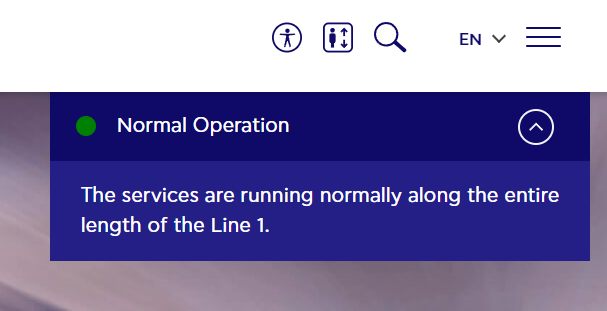 EN
Normal Operation
The services are running normally along the entire
length of the Line 1.